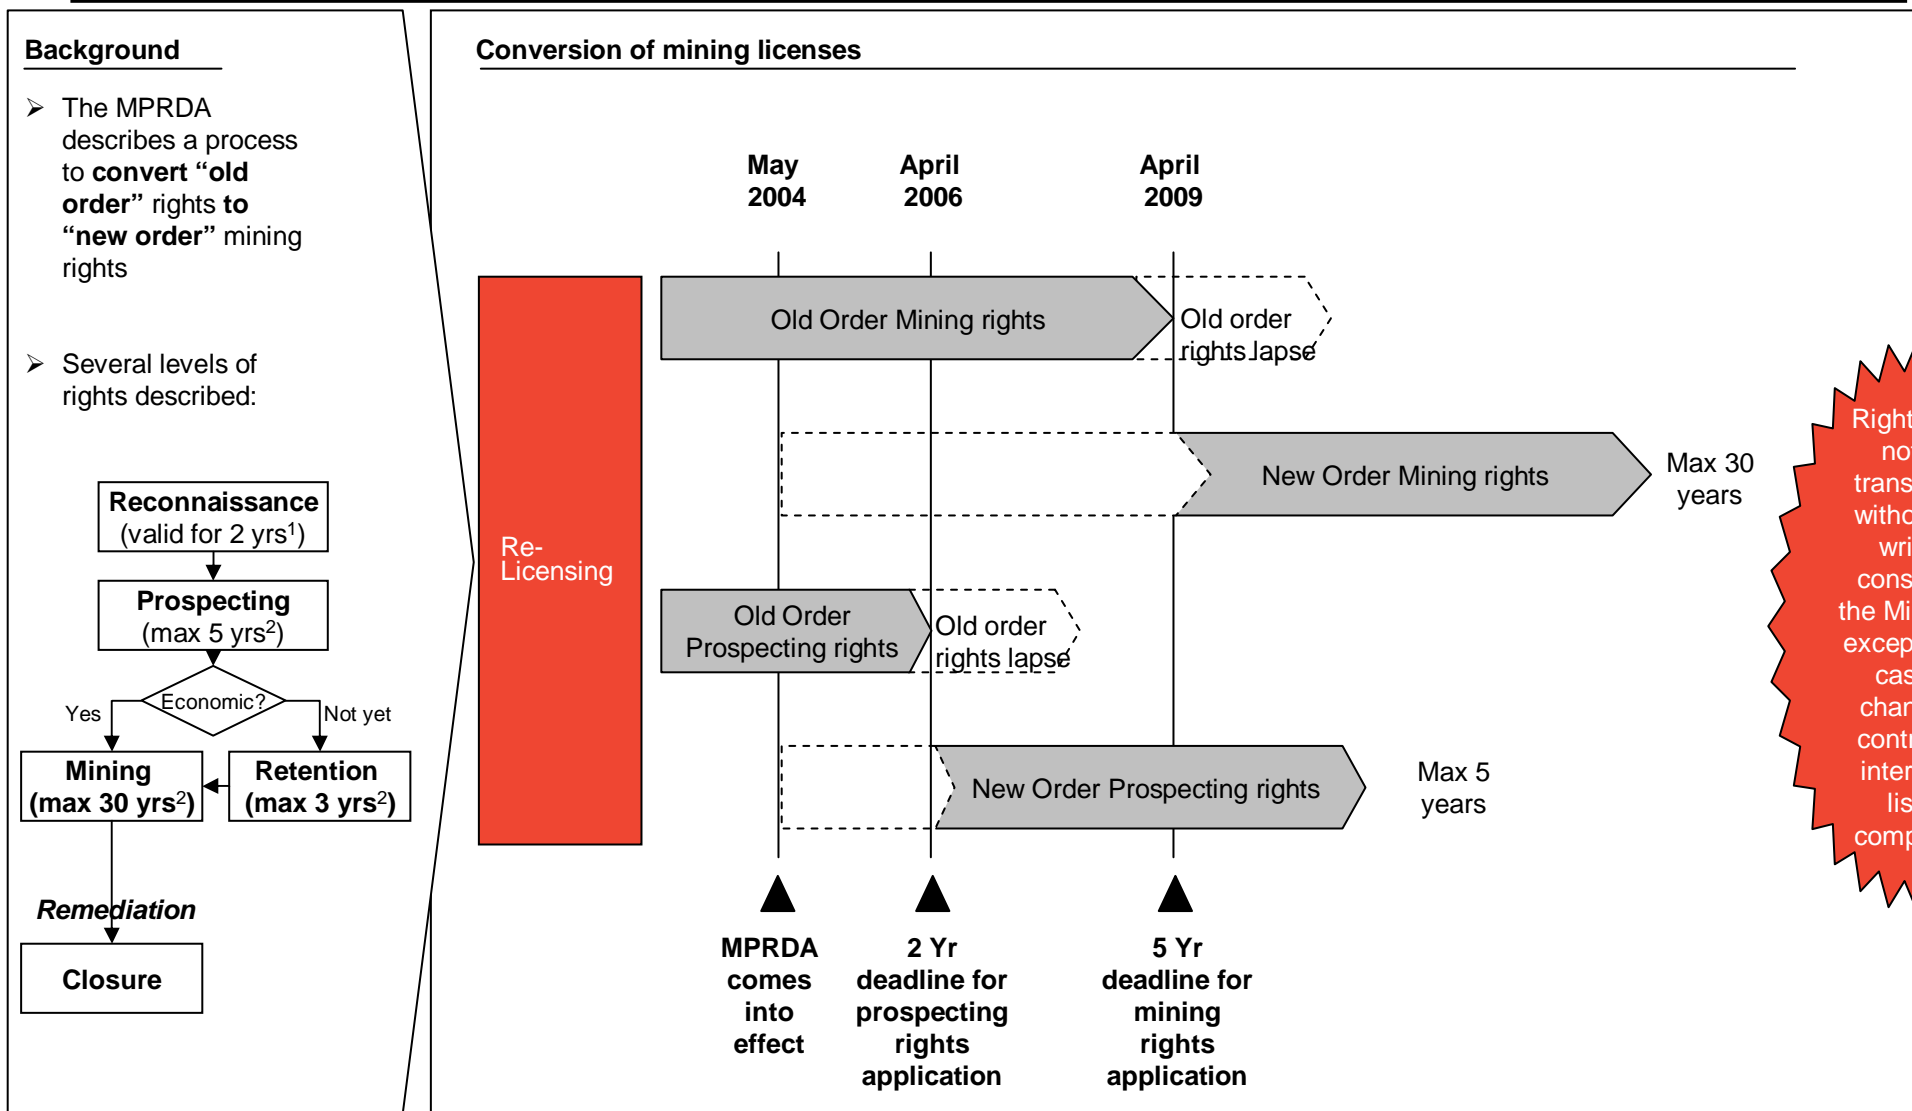 Background
➢ The MPRDA
describes a process
to convert “old
order” rights to
“new order” mining
rights
➢ Several levels of
rights described:
Reconnaissance
(valid for 2 yrs¹)
Prospecting
(max 5 yrs²)
Economic?
Yes
Not yet
Mining
(max 30 yrs²)
Retention
(max 3 yrs²)
Remediation
Closure
Conversion of mining licenses
May
2004
April
2006
April
2009
Re-
Licensing
Old Order Mining rights
Old order
rights lapse
New Order Mining rights
Max 30
years
Old Order
Prospecting rights
Old order
rights lapse
New Order Prospecting rights
Max 5
years
MPRDA
comes
into
effect
2 Yr
deadline for
prospecting
rights
application
5 Yr
deadline for
mining
rights
application
Right
the Mi